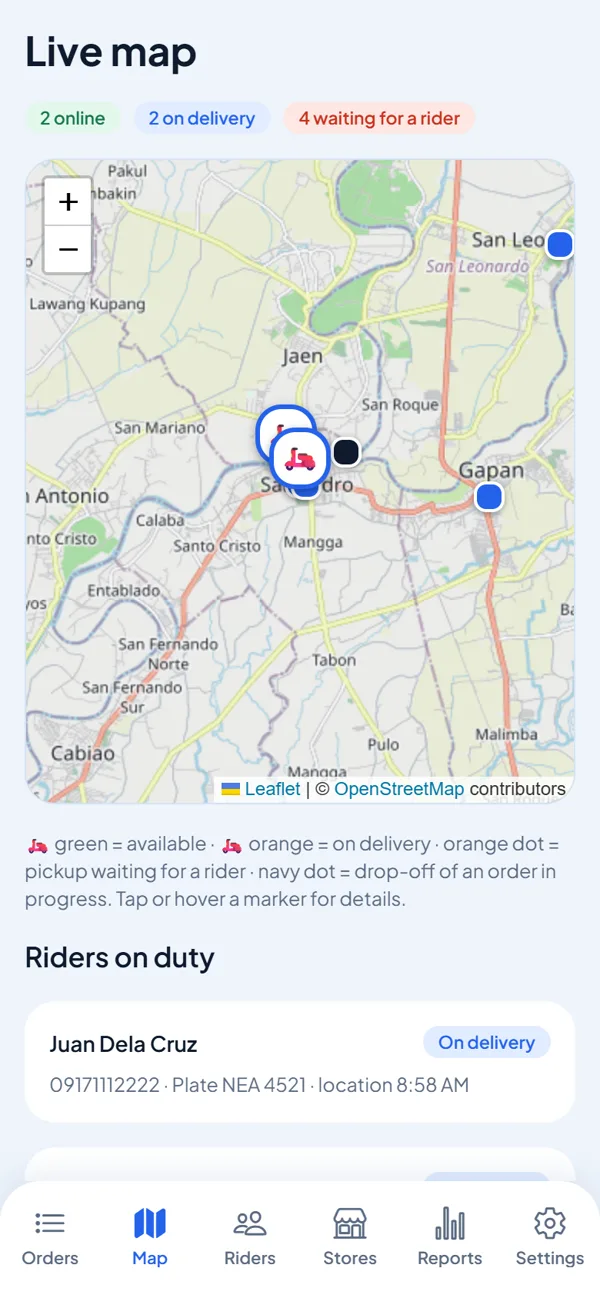 Live map
2 online
2 on delivery
4 waiting for a rider
Pakul
+
−
Lawang Kupang
San Leo
San Leonardo
Jaen
San Roque
San Mariano
Gapan
Antonio
Calaba
Santo Cristo
Mangga
Entablado
San Fernando
Norte
Tabon
San Fernando
Sur
Malimba
Cabiao
Pulo
Mangga
Leaflet | © OpenStreetMap contributors
green = available · orange = on delivery · orange dot =
pickup waiting for a rider · navy dot = drop-off of an order in
progress. Tap or hover a marker for details.
Riders on duty
Juan Dela Cruz
On delivery
09171112222 · Plate NEA 4521 · location 8:58 AM
Orders
Map
Riders
Stores
Reports
Settings